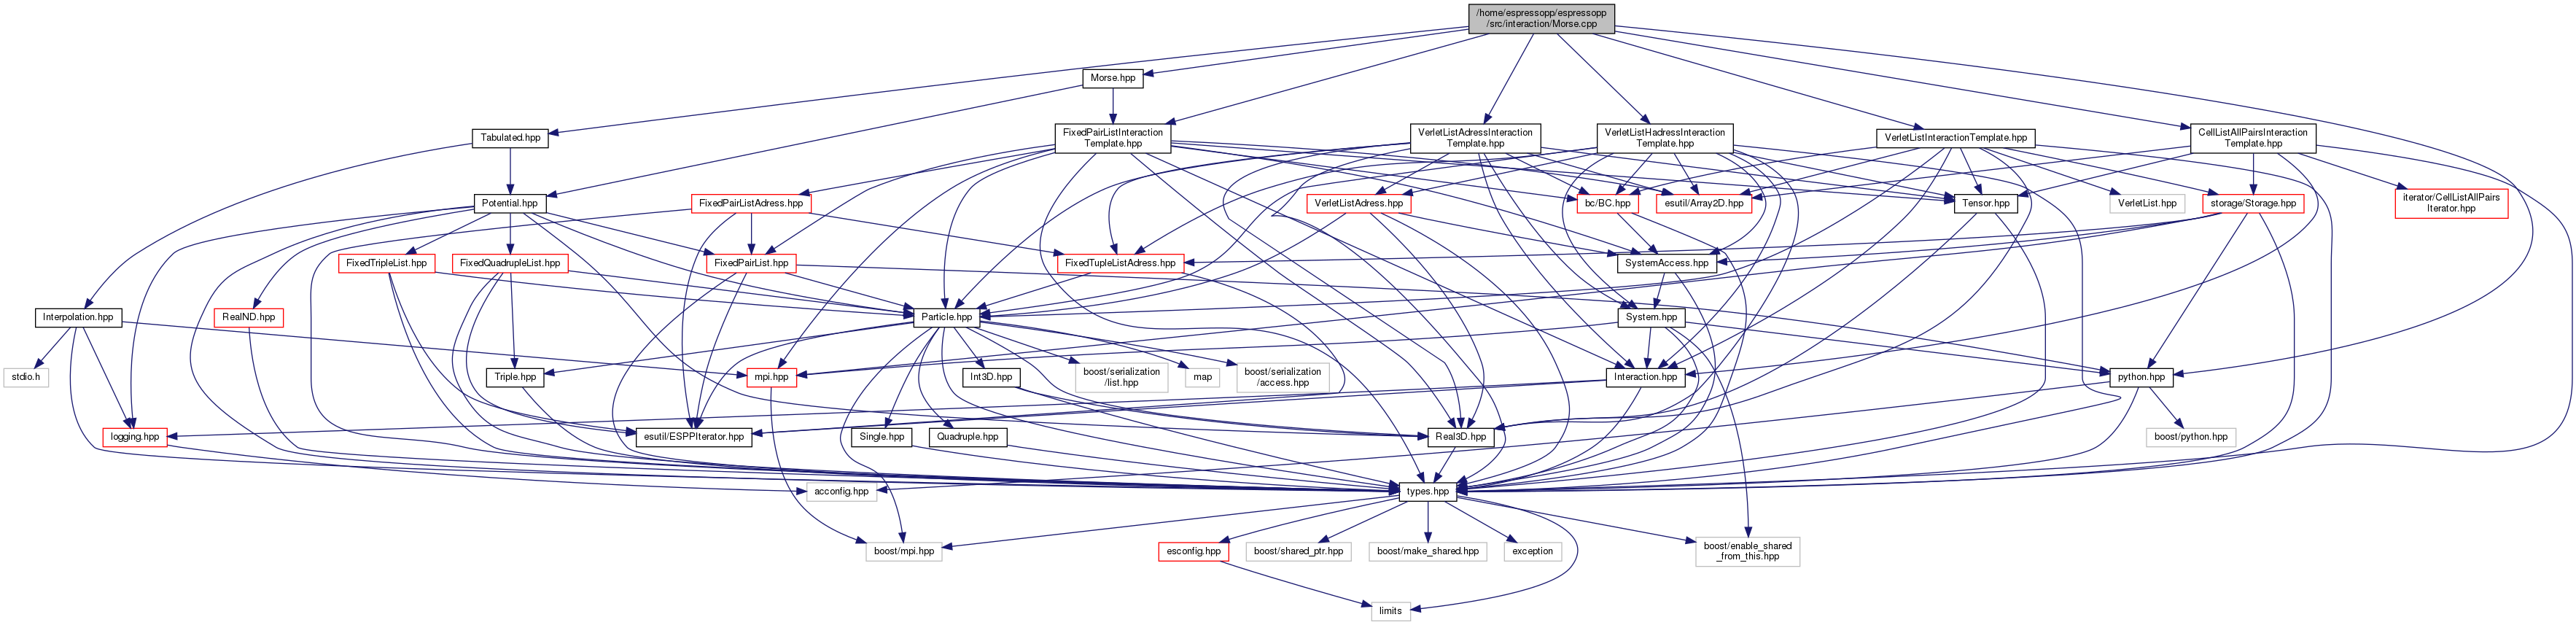 /home/espressopp/espressopp
/src/interaction/Morse.cpp
Morse.hpp
Tabulated.hpp
FixedPairListInteraction
Template.hpp
VerletListAdressInteraction
Template.hpp
VerletListHadressInteraction
Template.hpp
VerletListInteractionTemplate.hpp
CellListAllPairsInteraction
Template.hpp
Potential.hpp
FixedPairListAdress.hpp
VerletListAdress.hpp
bc/BC.hpp
esutil/Array2D.hpp
Tensor.hpp
VerletList.hpp
storage/Storage.hpp
iterator/CellListAllPairs
Iterator.hpp
FixedTripleList.hpp
FixedQuadrupleList.hpp
FixedPairList.hpp
FixedTupleListAdress.hpp
SystemAccess.hpp
Interpolation.hpp
RealND.hpp
Particle.hpp
System.hpp
stdio.h
Triple.hpp
mpi.hpp
Int3D.hpp
boost/serialization
/list.hpp
map
boost/serialization
/access.hpp
Interaction.hpp
python.hpp
logging.hpp
esutil/ESPPIterator.hpp
Single.hpp
Quadruple.hpp
Real3D.hpp
boost/python.hpp
acconfig.hpp
types.hpp
boost/mpi.hpp
esconfig.hpp
boost/shared_ptr.hpp
boost/make_shared.hpp
exception
boost/enable_shared
_from_this.hpp
limits